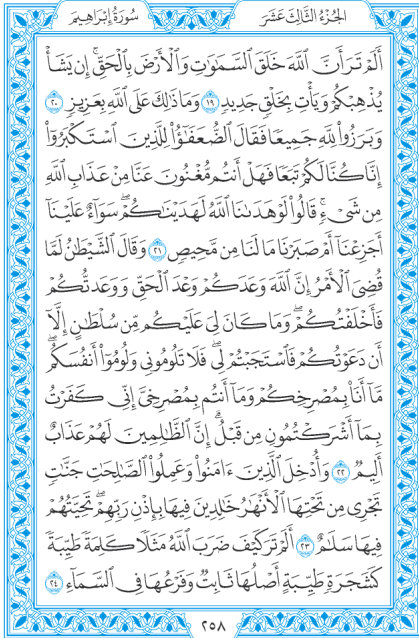 سُورَةُ إِبْرَاهِيمَ
الجُزْءُ الثَّالِثَ عَشَرَ
أَلَمْ تَرَ أَنَّ ٱللَّهَ خَلَقَ ٱلسَّمَٰوَٰتِ وَٱلْأَرْضَ بِٱلْحَقِّۚ إِن يَشَأْ
يُذْهِبْكُمْ وَيَأْتِ بِخَلْقٍ جَدِيدٍ ١٩ وَمَا ذَٰلِكَ عَلَى ٱللَّهِ بِعَزِيزٍ ٢٠
وَبَرَزُوا۟ لِلَّهِ جَمِيعًا فَقَالَ ٱلضُّعَفَٰٓؤُا۟ لِلَّذِينَ ٱسْتَكْبَرُوٓا۟
إِنَّا كُنَّا لَكُمْ تَبَعًا فَهَلْ أَنتُم مُّغْنُونَ عَنَّا مِنْ عَذَابِ ٱللَّهِ
مِن شَىْءٍۚ قَالُوا۟ لَوْ هَدَىٰنَا ٱللَّهُ لَهَدَيْنَٰكُمْۖ سَوَآءٌ عَلَيْنَآ
أَجَزِعْنَآ أَمْ صَبَرْنَا مَا لَنَا مِن مَّحِيصٍ ٢١ وَقَالَ ٱلشَّيْطَٰنُ لَمَّا
قُضِىَ ٱلْأَمْرُ إِنَّ ٱللَّهَ وَعَدَكُمْ وَعْدَ ٱلْحَقِّ وَوَعَدتُّكُمْ
فَأَخْلَفْتُكُمْۖ وَمَا كَانَ لِىَ عَلَيْكُم مِّن سُلْطَٰنٍ إِلَّآ
أَن دَعَوْتُكُمْ فَٱسْتَجَبْتُمْ لِىۖ فَلَا تَلُومُونِى وَلُومُوٓا۟ أَنفُسَكُمۖ
مَّآ أَنَا۠ بِمُصْرِخِكُمْ وَمَآ أَنتُم بِمُصْرِخِىَّۖ إِنِّى كَفَرْتُ
بِمَآ أَشْرَكْتُمُونِ مِن قَبْلُۗ إِنَّ ٱلظَّٰلِمِينَ لَهُمْ عَذَابٌ
أَلِيمٌ ٢٢ وَأُدْخِلَ ٱلَّذِينَ ءَامَنُوا۟ وَعَمِلُوا۟ ٱلصَّٰلِحَٰتِ جَنَّٰتٍ
تَجْرِى مِن تَحْتِهَا ٱلْأَنْهَٰرُ خَٰلِدِينَ فِيهَا بِإِذْنِ رَبِّهِمْۖ تَحِيَّتُهُمْ
فِيهَا سَلَٰمٌ ٢٣ أَلَمْ تَرَ كَيْفَ ضَرَبَ ٱللَّهُ مَثَلًا كَلِمَةً طَيِّبَةً
كَشَجَرَةٍ طَيِّبَةٍ أَصْلُهَا ثَابِتٌ وَفَرْعُهَا فِى ٱلسَّمَآءِ ٢٤
٢٥٨